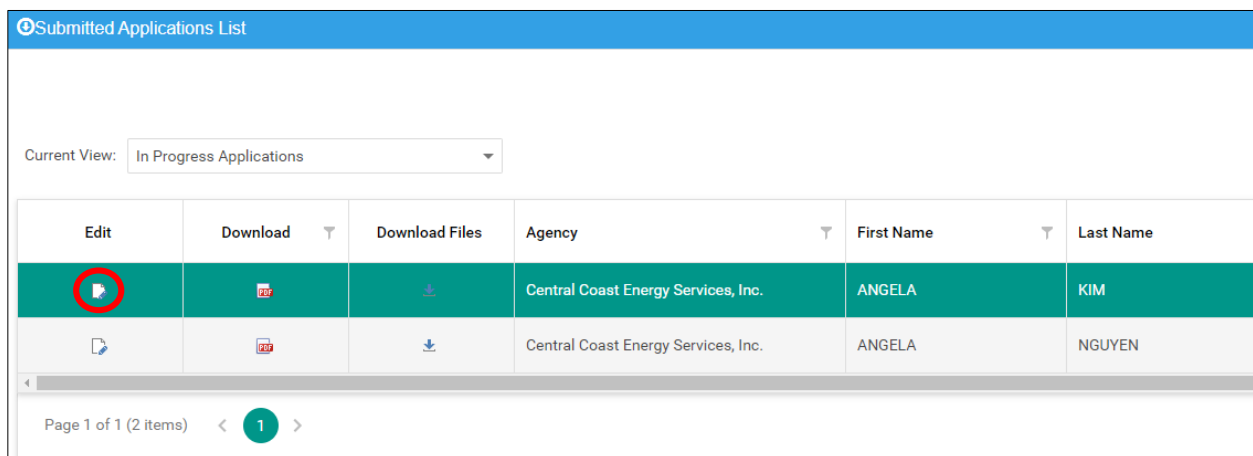 Submitted Applications List
Current View: In Progress Applications
Edit Download Download Files Agency First Name Last Name
PDF Central Coast Energy Services, Inc. ANGELA KIM
PDF Central Coast Energy Services, Inc. ANGELA NGUYEN
Page 1 of 1 (2 items) < 1 >